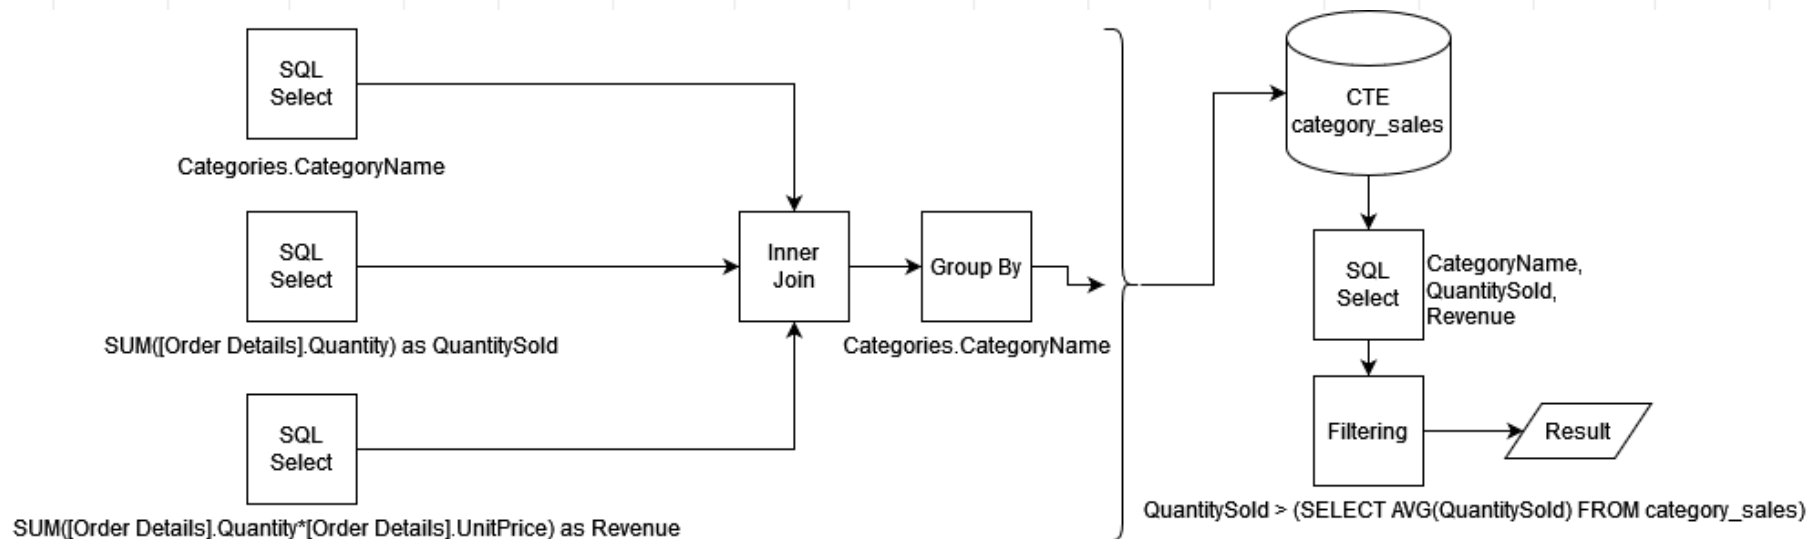 SQL
Select
Categories.CategoryName
SQL
Select
SUM([Order Details].Quantity) as QuantitySold
SQL
Select
SUM([Order Details].Quantity*[Order Details].UnitPrice) as Revenue
Inner
Join
Group By
Categories.CategoryName
CTE
category_sales
SQL
Select
CategoryName,
QuantitySold,
Revenue
Filtering
QuantitySold > (SELECT AVG(QuantitySold) FROM category_sales)
Result